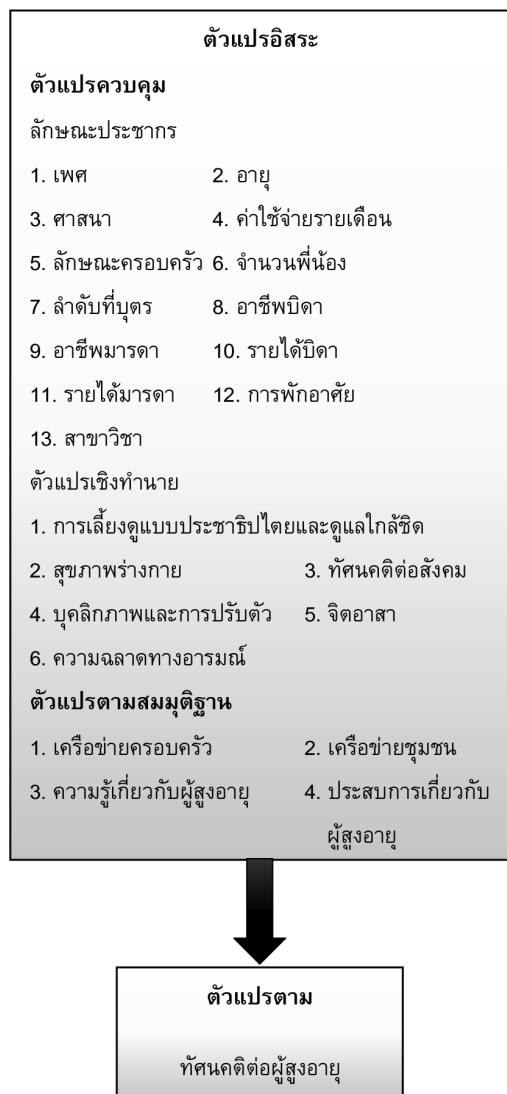 ตัวแปรอิสระ
ตัวแปรควบคุม
ลักษณะประชากร
1. เพศ 2. อายุ
3. ศาสนา 4. ค่าใช้จ่ายรายเดือน
5. ลักษณะครอบครัว 6. จำนวนพี่น้อง
7. ลำดับที่บุตร 8. อาชีพบิดา
9. อาชีพมารดา 10. รายได้บิดา
11. รายได้มารดา 12. การพักอาศัย
13. สาขาวิชา
ตัวแปรเชิงทำนาย
1. การเลี้ยงดูแบบประชาธิปไตยและดูแลใกล้ชิด
2. สุขภาพร่างกาย 3. ทัศนคติต่อสังคม
4. บุคลิกภาพและการปรับตัว 5. จิตอาสา
6. ความฉลาดทางอารมณ์
ตัวแปรตามสมมุติฐาน
1. เครือข่ายครอบครัว 2. เครือข่ายชุมชน
3. ความรู้เกี่ยวกับผู้สูงอายุ 4. ประสบการเกี่ยวกับ
ผู้สูงอายุ
ตัวแปรตาม
ทัศนคติต่อผู้สูงอายุ